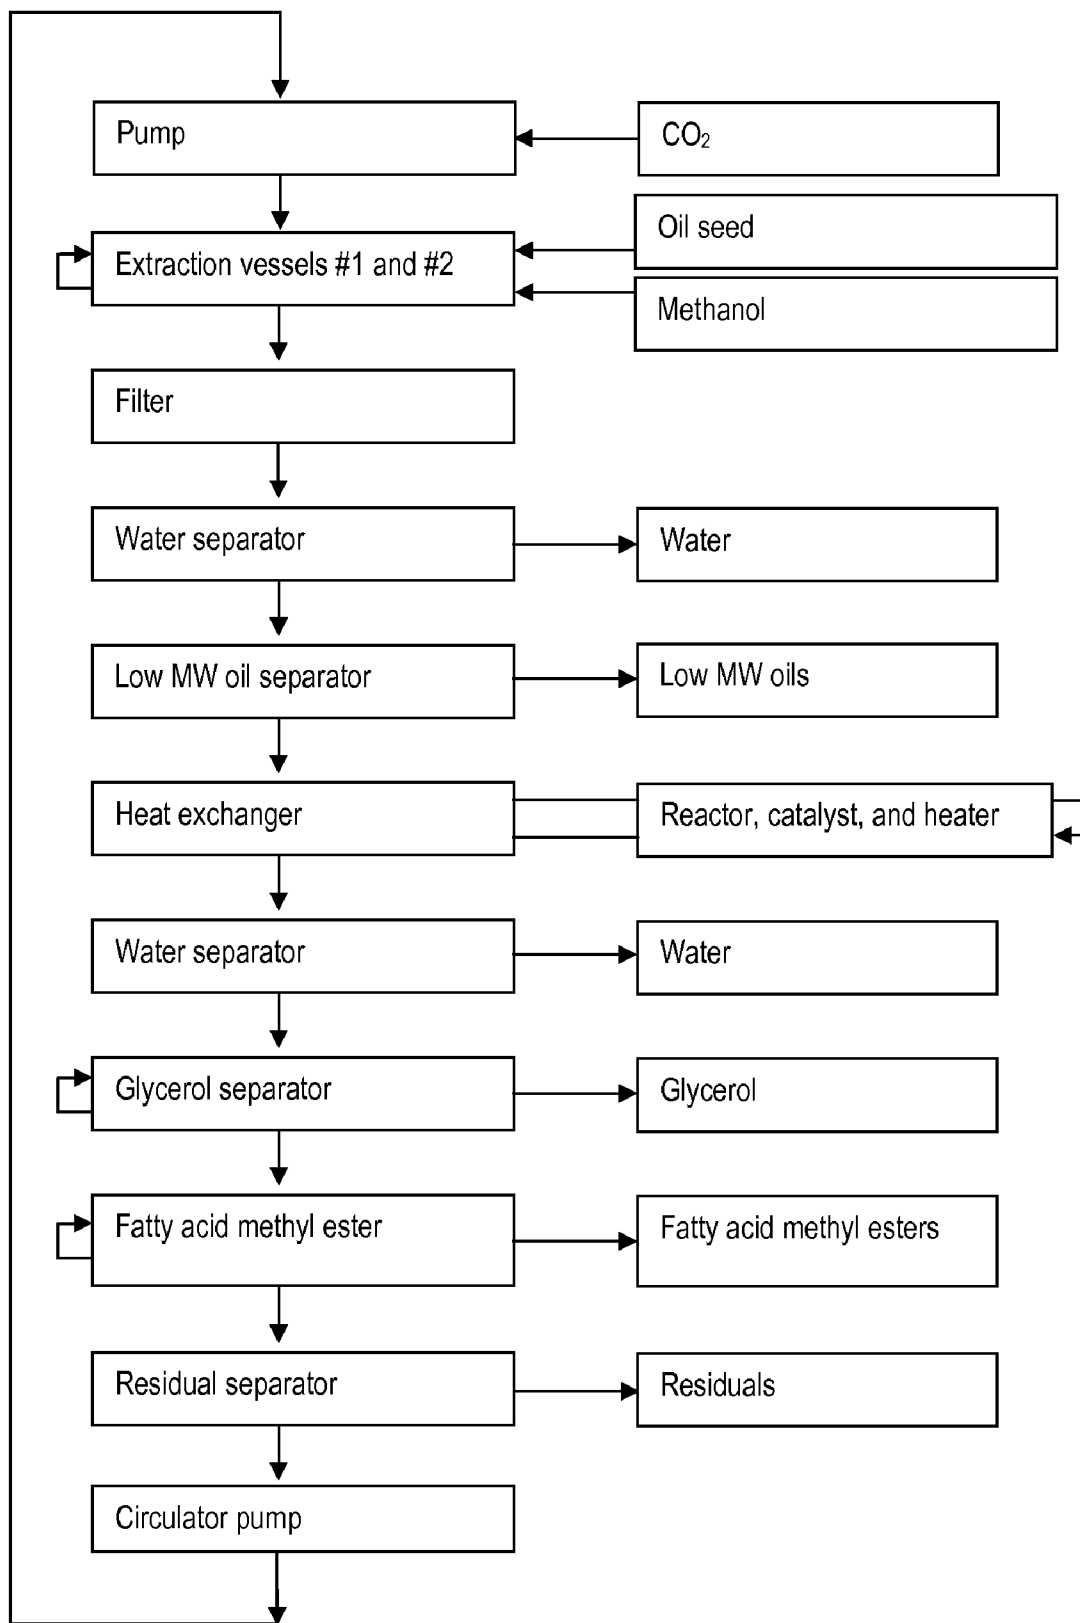 Pump
CO₂
Oil seed
Extraction vessels #1 and #2
Methanol
Filter
Water separator
Water
Low MW oil separator
Low MW oils
Heat exchanger
Reactor, catalyst, and heater
Water separator
Water
Glycerol separator
Glycerol
Fatty acid methyl ester
Fatty acid methyl esters
Residual separator
Residuals
Circulator pump